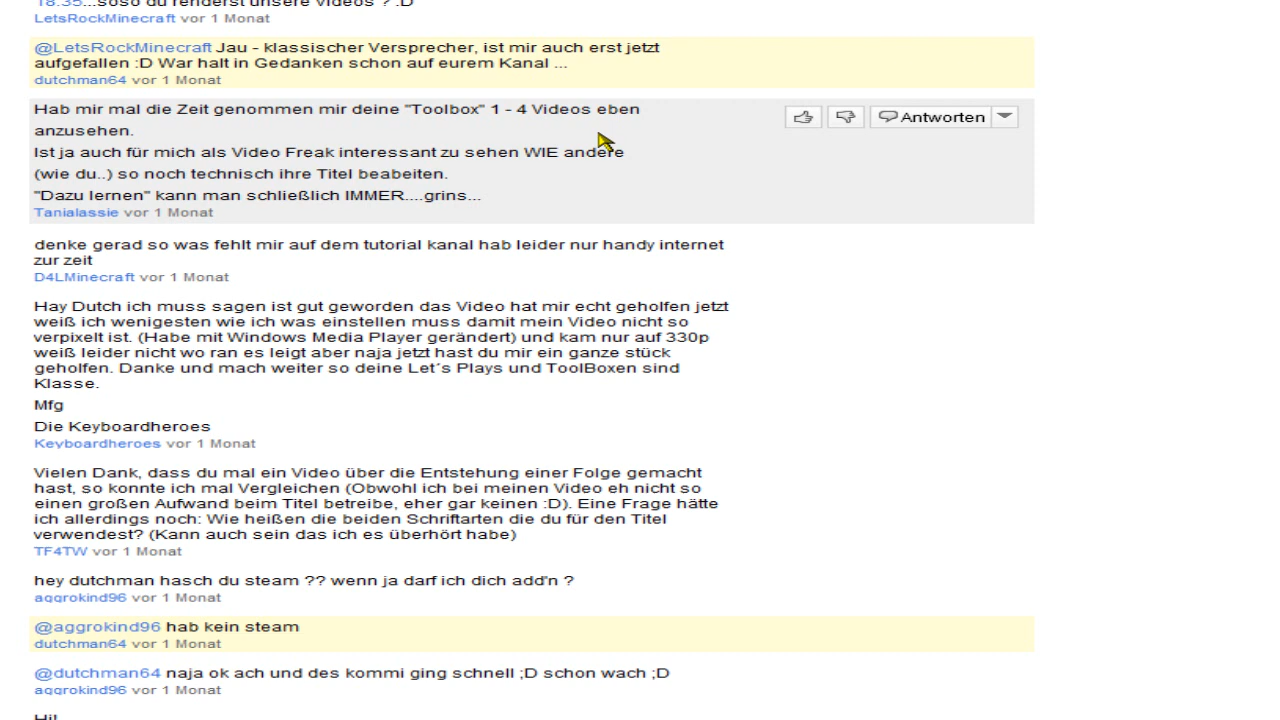 18:35...soso du renderst unsere Videos ? :D
LetsRockMinecraft vor 1 Monat
@LetsRockMinecraft Jau - klassischer Versprecher, ist mir auch erst jetzt
aufgefallen :D War halt in Gedanken schon auf eurem Kanal ...
dutchman64 vor 1 Monat
Hab mir mal die Zeit genommen mir deine "Toolbox" 1 - 4 Videos eben
anzusehen.
Antworten
Ist ja auch für mich als Video Freak interessant zu sehen WIE andere
(wie du..) so noch technisch ihre Titel beabeiten.
"Dazu lernen" kann man schließlich IMMER....grins...
Tanialassie vor 1 Monat
denke gerad so was fehlt mir auf dem tutorial kanal hab leider nur handy internet
zur zeit
D4LMinecraft vor 1 Monat
Hay Dutch ich muss sagen ist gut geworden das Video hat mir echt geholfen jetzt
weiß ich wenigesten wie ich was einstellen muss damit mein Video nicht so
verpixelt ist. (Habe mit Windows Media Player gerändert) und kam nur auf 330p
weiß leider nicht wo ran es leigt aber naja jetzt hast du mir ein ganze stück
geholfen. Danke und mach weiter so deine Let´s Plays und ToolBoxen sind
Klasse.
Mfg
Die Keyboardheroes
Keyboardheroes vor 1 Monat
Vielen Dank, dass du mal ein Video über die Entstehung einer Folge gemacht
hast, so konnte ich mal Vergleichen (Obwohl ich bei meinen Video eh nicht so
einen großen Aufwand beim Titel betreibe, eher gar keinen :D). Eine Frage hätte
ich allerdings noch: Wie heißen die beiden Schriftarten die du für den Titel
verwendest? (Kann auch sein das ich es überhört habe)
TF4TW vor 1 Monat
hey dutchman hasch du steam ?? wenn ja darf ich dich add'n ?
aggrokind96 vor 1 Monat
@aggrokind96 hab kein steam
dutchman64 vor 1 Monat
@dutchman64 naja ok ach und des kommi ging schnell ;D schon wach ;D
aggrokind96 vor 1 Monat
Hi!